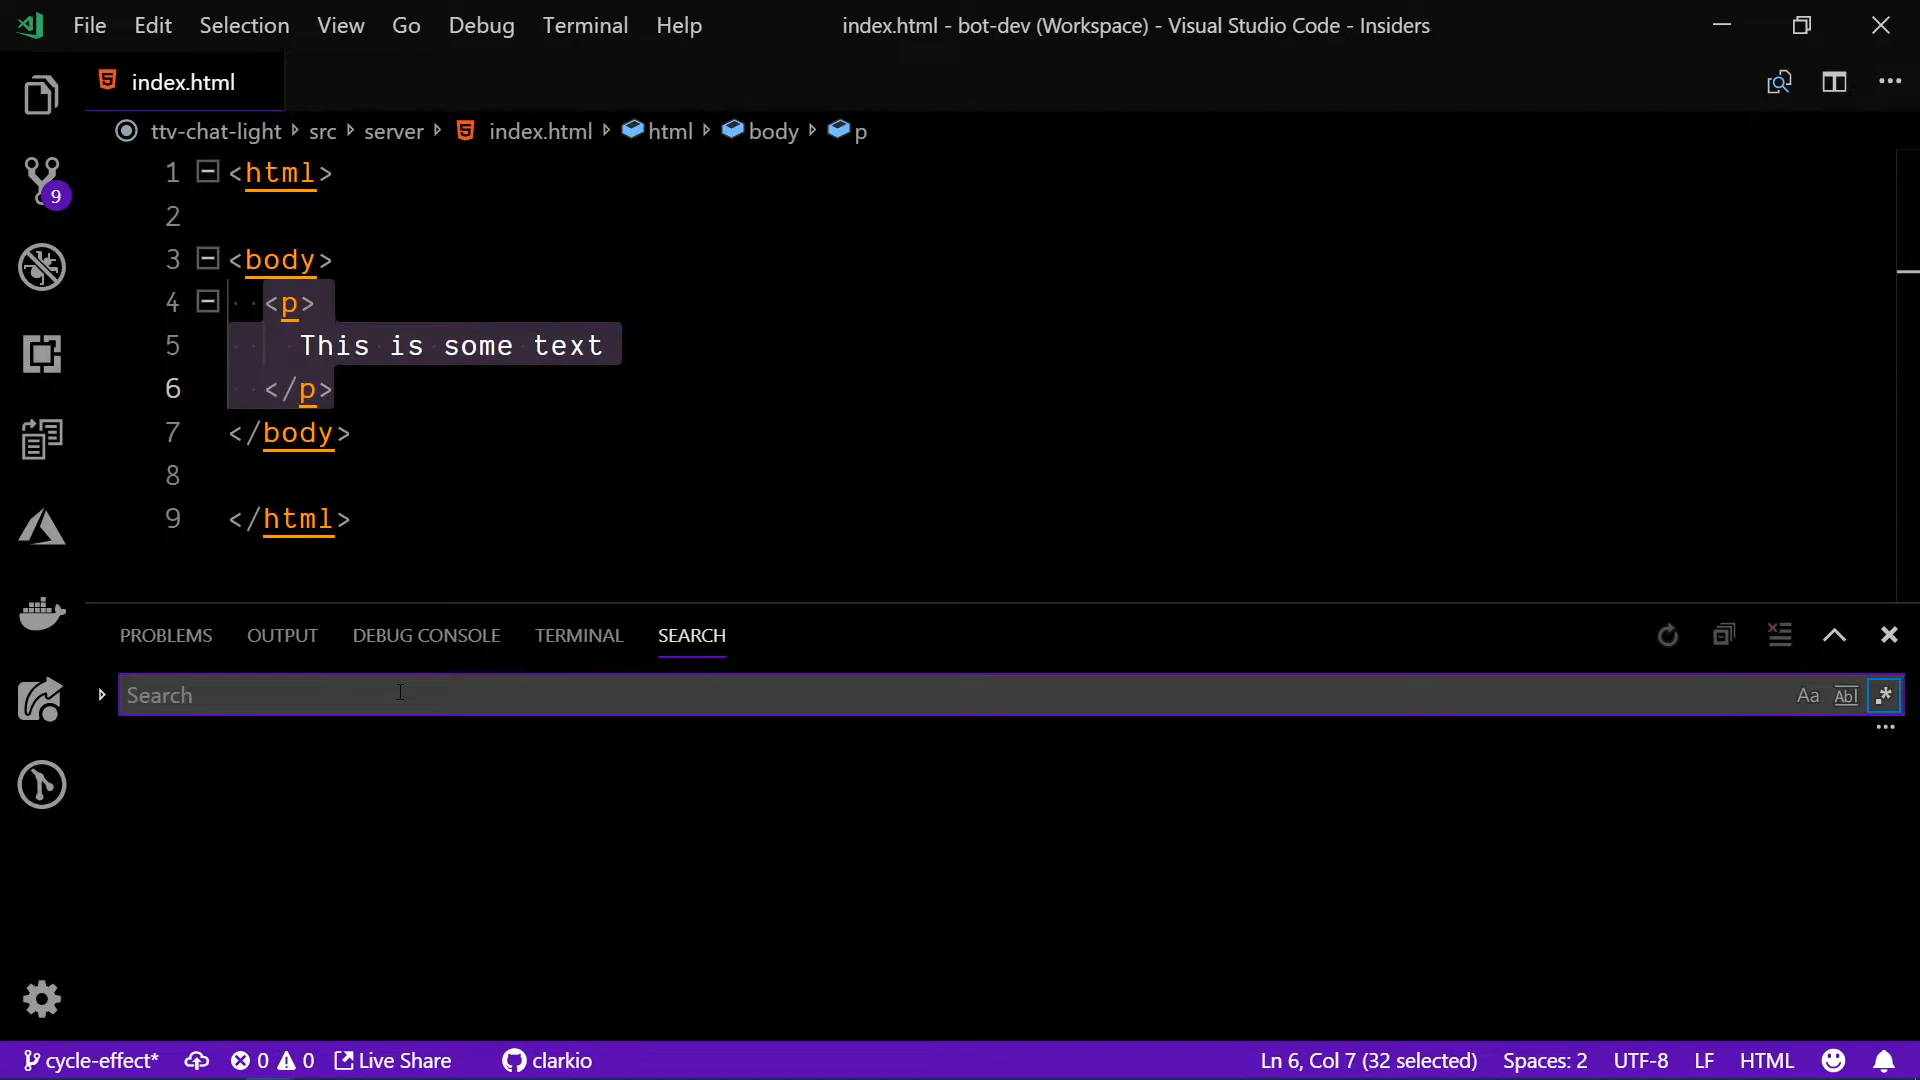 File Edit Selection View Go Debug Terminal Help index.html - bot-dev (Workspace) - Visual Studio Code - Insiders
index.html
ttv-chat-light src server index.html html body p
1 <html>
2
3 <body>
4 <p>
5 This is some text
6 </p>
7 </body>
8
9 </html>
9
PROBLEMS OUTPUT DEBUG CONSOLE TERMINAL SEARCH
Search Aa Abl .*
cycle-effect* 0 0 Live Share clarkio Ln 6, Col 7 (32 selected) Spaces: 2 UTF-8 LF HTML